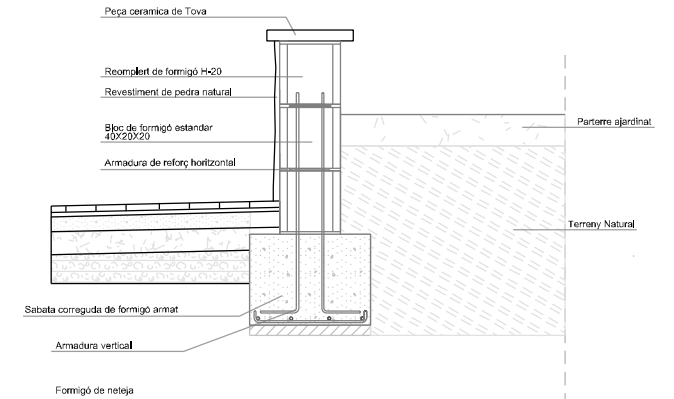 Peça ceramica de Tova
Reomplert de formigó H-20
Revestiment de pedra natural
Bloc de formigó estandar
40X20X20
Armadura de reforç horitzontal
Parterre ajardinat
Terreny Natural
Sabata correguda de formigó armat
Armadura vertical
Formigó de neteja